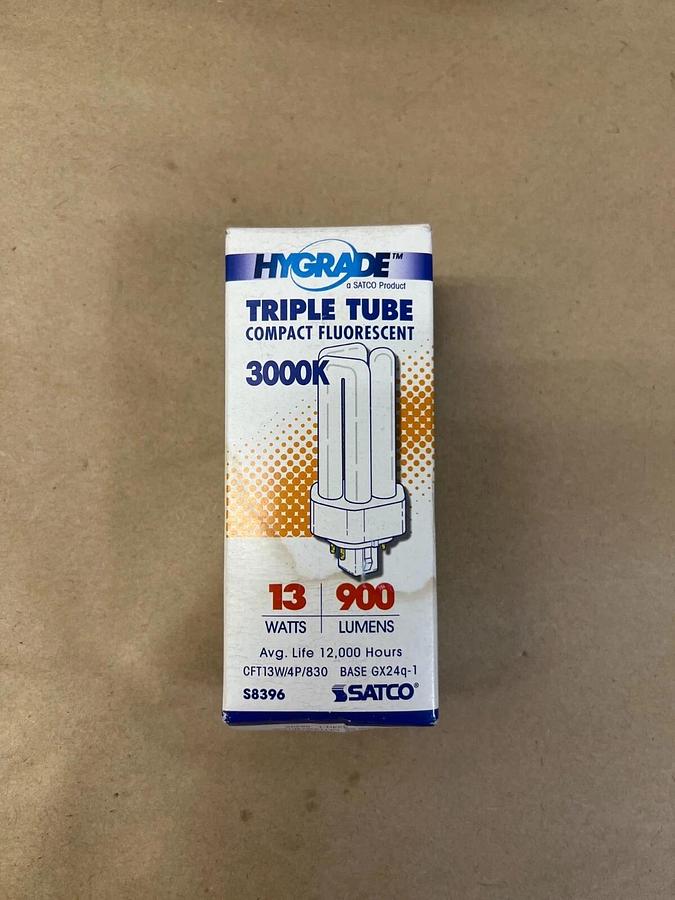 HYGRADE™
a SATCO Product
TRIPLE TUBE
COMPACT FLUORESCENT
3000K
13 900
WATTS LUMENS
Avg. Life 12,000 Hours
CFT13W/4P/830 BASE GX24q-1
S8396 SATCO®